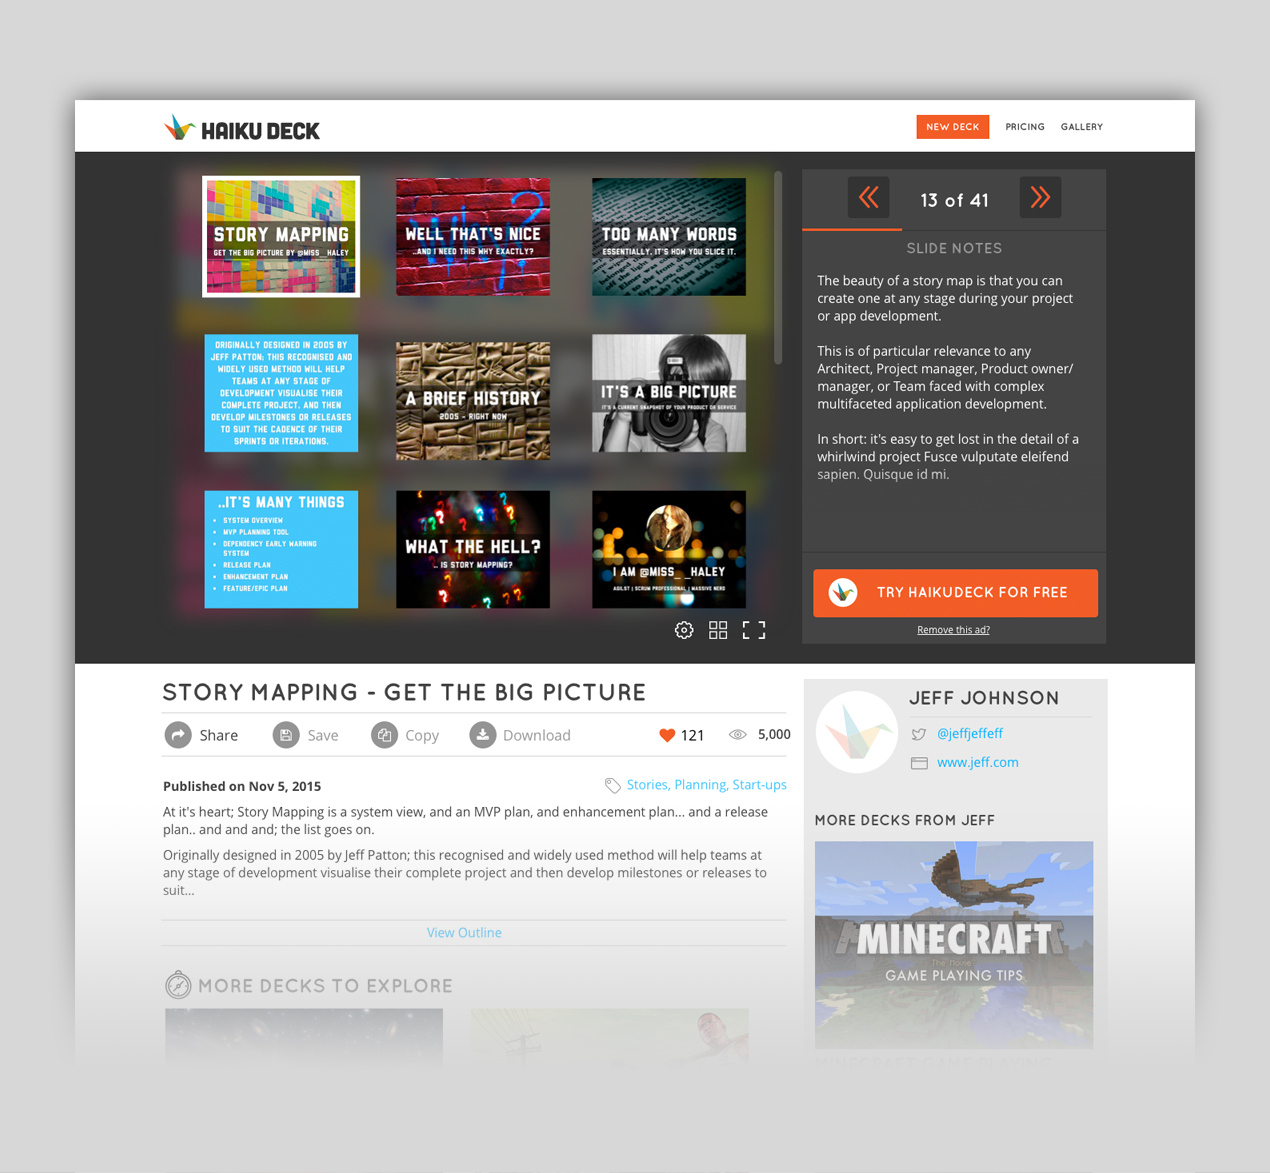 HAIKU DECK
NEW DECK
PRICING
GALLERY
STORY MAPPING
GET THE BIG PICTURE BY @MISS_HALEY
WELL THAT'S NICE
...AND I NEED THIS WHY EXACTLY?
TOO MANY WORDS
ESSENTIALLY, IT'S HOW YOU SLICE IT.
ORIGINALLY DESIGNED IN 2005 BY
JEFF PATTON; THIS RECOGNISED AND
WIDELY USED METHOD WILL HELP
TEAMS AT ANY STAGE OF
DEVELOPMENT VISUALISE THEIR
COMPLETE PROJECT, AND THEN
DEVELOP MILESTONES OR RELEASES
TO SUIT THE CADENCE OF THEIR
SPRINTS OR ITERATIONS.
A BRIEF HISTORY
2005 - RIGHT NOW
IT'S A BIG PICTURE
IT'S A CURRENT SNAPSHOT OF YOUR PRODUCT OR SERVICE
..IT'S MANY THINGS
• SYSTEM OVERVIEW
• MVP PLANNING TOOL
• DEPENDENCY EARLY WARNING
SYSTEM
• RELEASE PLAN
• ENHANCEMENT PLAN
• FEATURE/EPIC PLAN
WHAT THE HELL?
.. IS STORY MAPPING?
I AM @MISS_ _HALEY
AGILIST | SCRUM PROFESSIONAL | MASSIVE NERD
13 of 41
SLIDE NOTES
The beauty of a story map is that you can
create one at any stage during your project
or app development.
This is of particular relevance to any
Architect, Project manager, Product owner/
manager, or Team faced with complex
multifaceted application development.
In short: it's easy to get lost in the detail of a
whirlwind project Fusce vulputate eleifend
sapien. Quisque id mi.
TRY HAIKUDECK FOR FREE
Remove this ad?
STORY MAPPING - GET THE BIG PICTURE
Share
Save
Copy
Download
121
5,000
Published on Nov 5, 2015
Stories, Planning, Start-ups
At it's heart; Story Mapping is a system view, and an MVP plan, and enhancement plan... and a release
plan.. and and and; the list goes on.
Originally designed in 2005 by Jeff Patton; this recognised and widely used method will help teams at
any stage of development visualise their complete project and then develop milestones or releases to
suit...
View Outline
MORE DECKS TO EXPLORE
JEFF JOHNSON
@jeffjeffeff
www.jeff.com
MORE DECKS FROM JEFF
MINECRAFT
GAME PLAYING TIPS